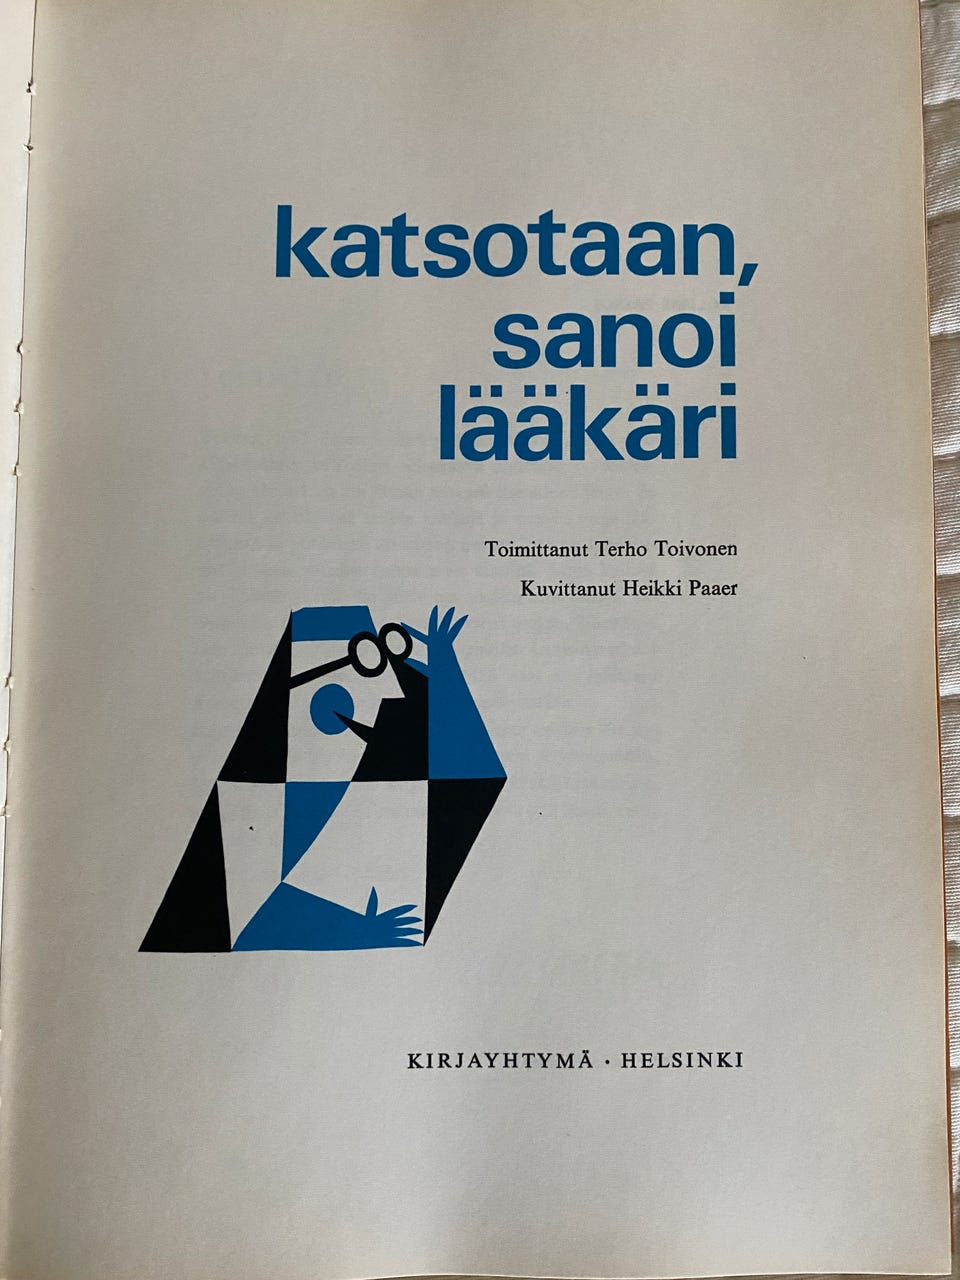 katsotaan,
sanoi
lääkäri
Toimittanut Terho Toivonen
Kuvittanut Heikki Paaer
KIRJAYHTYMÄ · HELSINKI